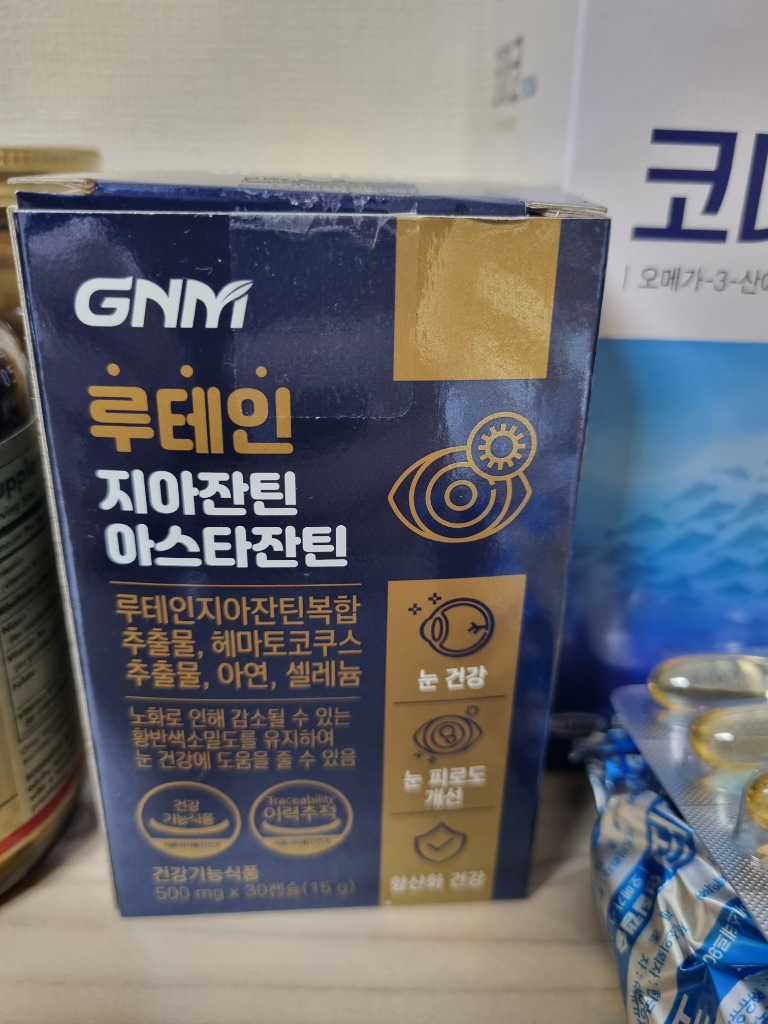 GNM
루테인
지아잔틴
아스타잔틴
루테인지아잔틴복합
추출물, 헤마토코쿠스
추출물, 아연, 셀레늄
노화로 인해 감소될 수 있는
황반색소밀도를 유지하여
눈 건강에 도움을 줄 수 있음
건강
기능식품
Traceability
이력추적
건강기능식품
500 mg x 30캡슐(15 g)
눈 건강
눈 피로도
개선
항산화 건강
오메가-3-산